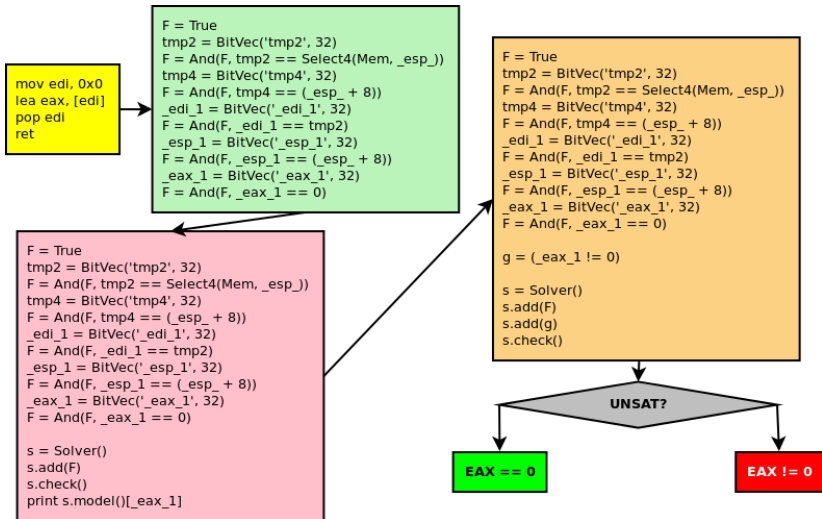 mov edi, 0x0
lea eax, [edi]
pop edi
ret
F = True
tmp2 = BitVec('tmp2', 32)
F = And(F, tmp2 == Select4(Mem, _esp_))
tmp4 = BitVec('tmp4', 32)
F = And(F, tmp4 == (_esp_ + 8))
_edi_1 = BitVec('_edi_1', 32)
F = And(F, _edi_1 == tmp2)
_esp_1 = BitVec('_esp_1', 32)
F = And(F, _esp_1 == (_esp_ + 8))
_eax_1 = BitVec('_eax_1', 32)
F = And(F, _eax_1 == 0)
F = True
tmp2 = BitVec('tmp2', 32)
F = And(F, tmp2 == Select4(Mem, _esp_))
tmp4 = BitVec('tmp4', 32)
F = And(F, tmp4 == (_esp_ + 8))
_edi_1 = BitVec('_edi_1', 32)
F = And(F, _edi_1 == tmp2)
_esp_1 = BitVec('_esp_1', 32)
F = And(F, _esp_1 == (_esp_ + 8))
_eax_1 = BitVec('_eax_1', 32)
F = And(F, _eax_1 == 0)
s = Solver()
s.add(F)
s.check()
print s.model()[_eax_1]
F = True
tmp2 = BitVec('tmp2', 32)
F = And(F, tmp2 == Select4(Mem, _esp_))
tmp4 = BitVec('tmp4', 32)
F = And(F, tmp4 == (_esp_ + 8))
_edi_1 = BitVec('_edi_1', 32)
F = And(F, _edi_1 == tmp2)
_esp_1 = BitVec('_esp_1', 32)
F = And(F, _esp_1 == (_esp_ + 8))
_eax_1 = BitVec('_eax_1', 32)
F = And(F, _eax_1 == 0)
g = (_eax_1 != 0)
s = Solver()
s.add(F)
s.add(g)
s.check()
UNSAT?
EAX == 0
EAX != 0